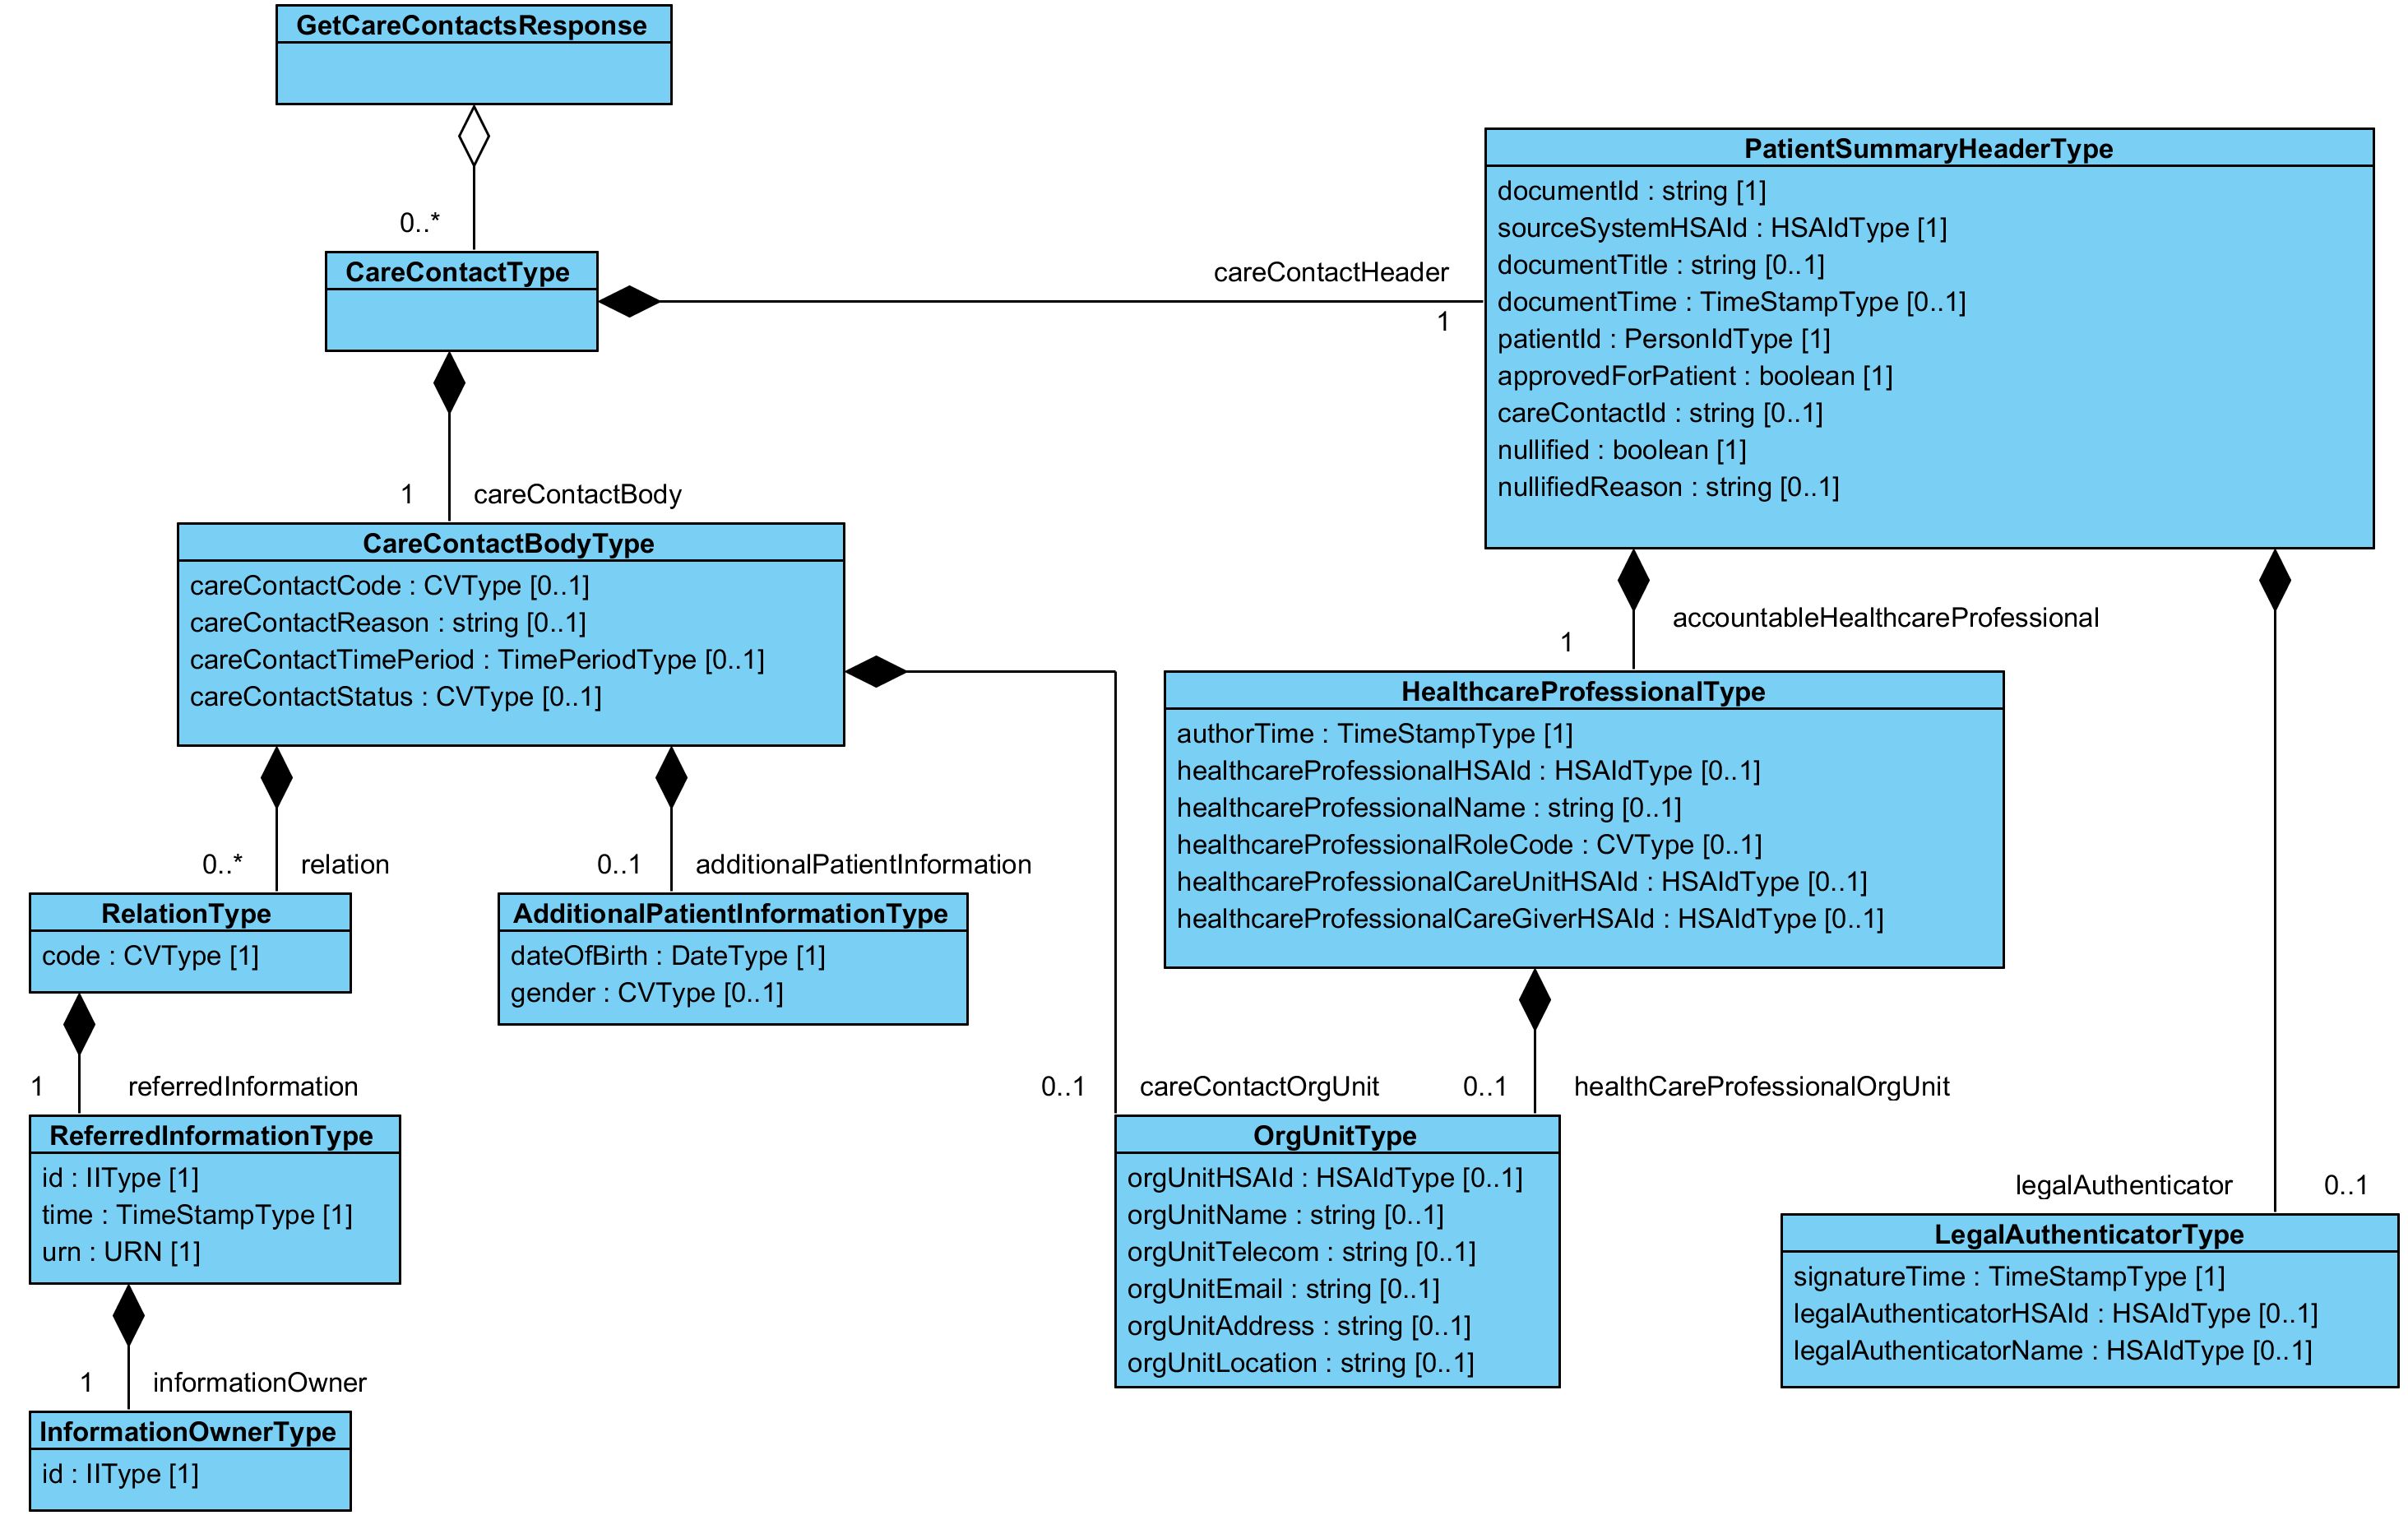 GetCareContactsResponse
0..*
CareContactType
careContactHeader
1
PatientSummaryHeaderType
documentId : string [1]
sourceSystemHSAId : HSAIdType [1]
documentTitle : string [0..1]
documentTime : TimeStampType [0..1]
patientId : PersonIdType [1]
approvedForPatient : boolean [1]
careContactId : string [0..1]
nullified : boolean [1]
nullifiedReason : string [0..1]
1 careContactBody
CareContactBodyType
careContactCode : CVType [0..1]
careContactReason : string [0..1]
careContactTimePeriod : TimePeriodType [0..1]
careContactStatus : CVType [0..1]
accountableHealthcareProfessional
1
HealthcareProfessionalType
authorTime : TimeStampType [1]
healthcareProfessionalHSAId : HSAIdType [0..1]
healthcareProfessionalName : string [0..1]
healthcareProfessionalRoleCode : CVType [0..1]
healthcareProfessionalCareUnitHSAId : HSAIdType [0..1]
healthcareProfessionalCareGiverHSAId : HSAIdType [0..1]
0..* relation
0..1 additionalPatientInformation
RelationType
code : CVType [1]
AdditionalPatientInformationType
dateOfBirth : DateType [1]
gender : CVType [0..1]
1 referredInformation
0..1 careContactOrgUnit
0..1 healthCareProfessionalOrgUnit
ReferredInformationType
id : IIType [1]
time : TimeStampType [1]
urn : URN [1]
OrgUnitType
orgUnitHSAId : HSAIdType [0..1]
orgUnitName : string [0..1]
orgUnitTelecom : string [0..1]
orgUnitEmail : string [0..1]
orgUnitAddress : string [0..1]
orgUnitLocation : string [0..1]
legalAuthenticator 0..1
LegalAuthenticatorType
signatureTime : TimeStampType [1]
legalAuthenticatorHSAId : HSAIdType [0..1]
legalAuthenticatorName : HSAIdType [0..1]
1 informationOwner
InformationOwnerType
id : IIType [1]